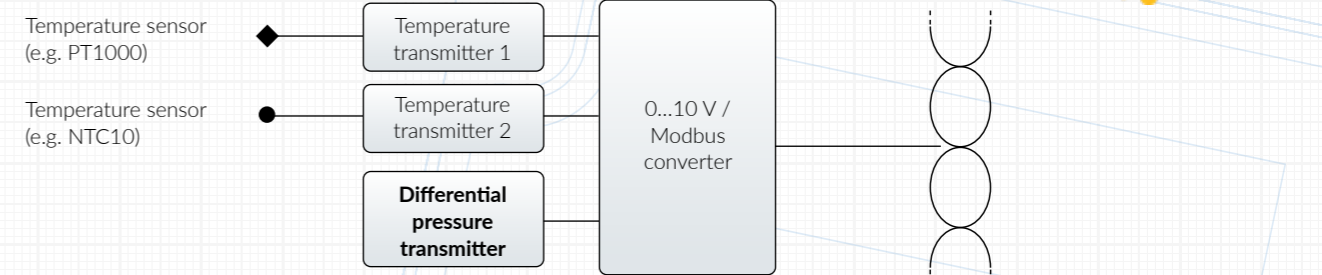 Temperature sensor
(e.g. PT1000)
Temperature
transmitter 1
Temperature sensor
(e.g. NTC10)
Temperature
transmitter 2
Differential
pressure
transmitter
0...10 V /
Modbus
converter